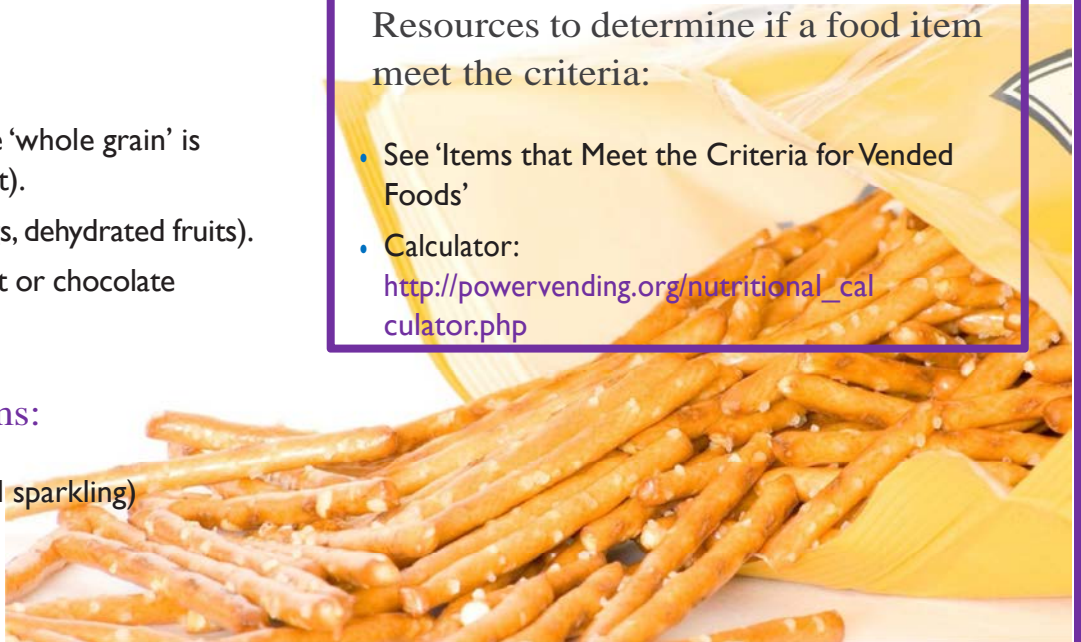 e ‘whole grain’ is
t).
s, dehydrated fruits).
t or chocolate
ns:
l sparkling)
Resources to determine if a food item
meet the criteria:
• See ‘Items that Meet the Criteria for Vended
Foods’
• Calculator:
http://powervending.org/nutritional_cal
culator.php